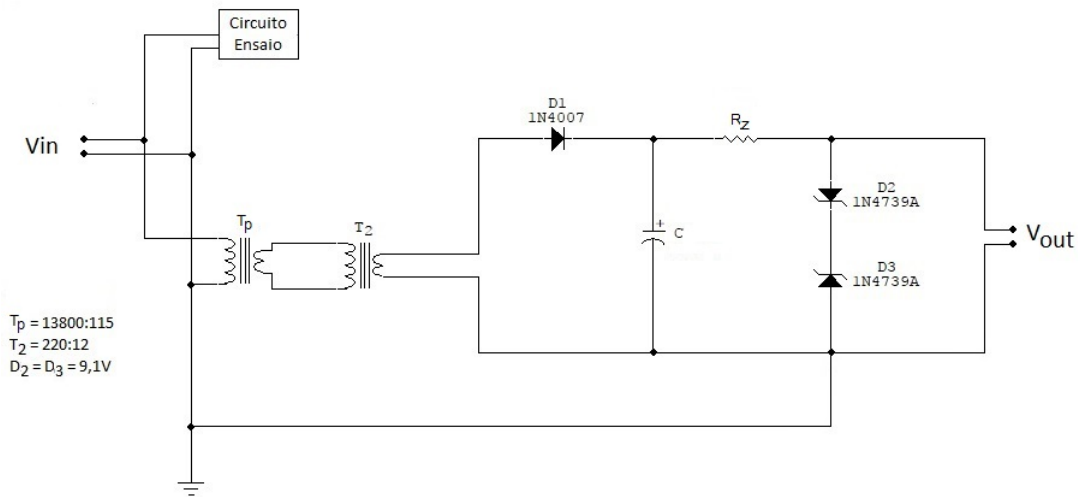 Circuito
Ensaio
Vin
D1
1N4007
Rz
D2
1N4739A
+
C
Tp
T2
Vout
D3
1N4739A
Tp = 13800:115
T2 = 220:12
D2 = D3 = 9,1V